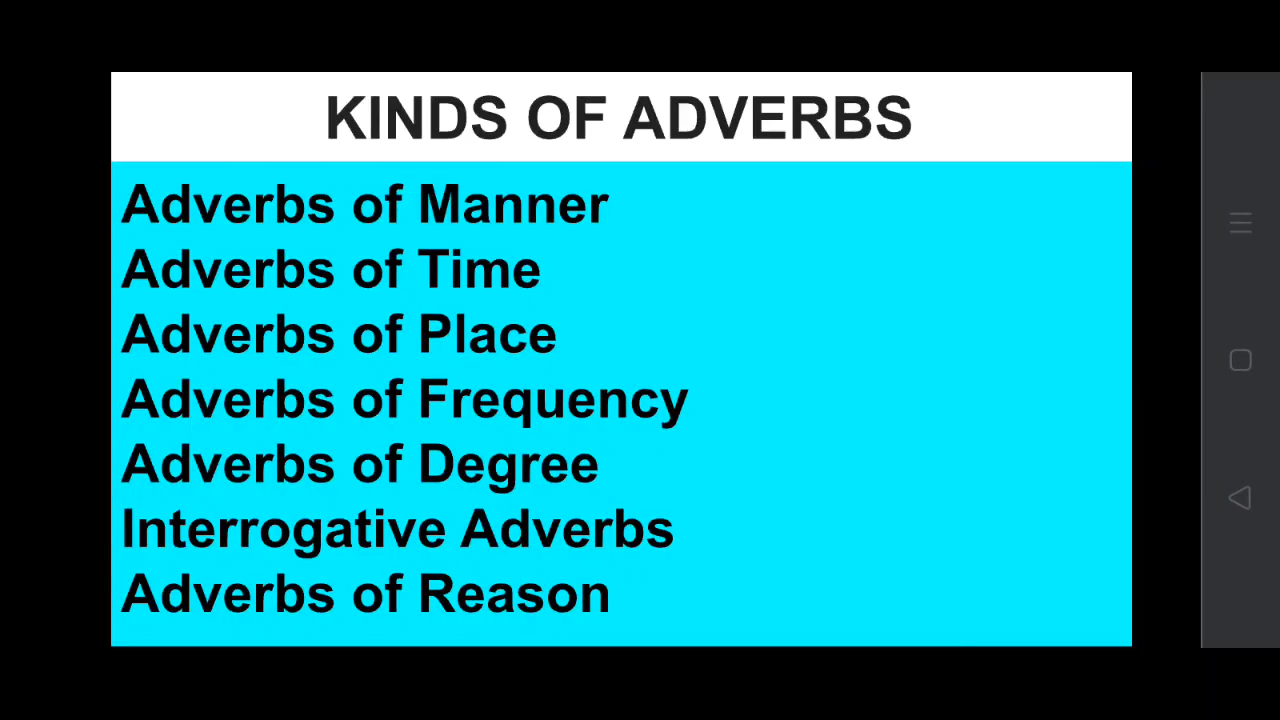 KINDS OF ADVERBS
Adverbs of Manner
Adverbs of Time
Adverbs of Place
Adverbs of Frequency
Adverbs of Degree
Interrogative Adverbs
Adverbs of Reason